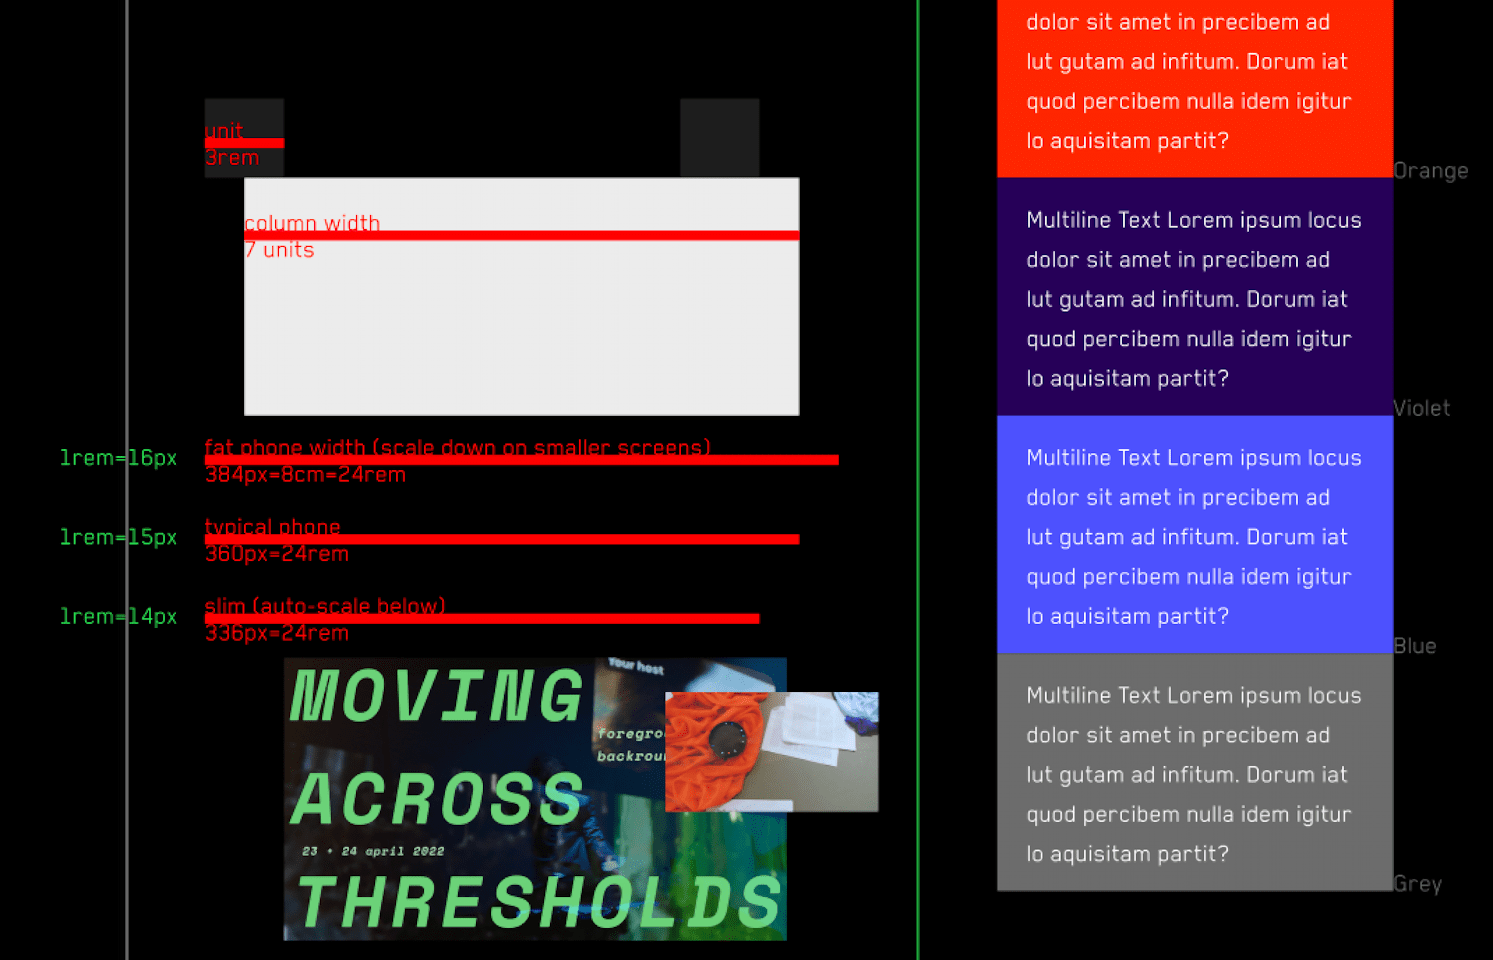 unit
3rem
column width
7 units
1rem=16px
fat phone width (scale down on smaller screens)
384px=8cm=24rem
1rem=15px
typical phone
360px=24rem
1rem=14px
slim (auto-scale below)
336px=24rem
Your host
MOVING
foregro
backrou
ACROSS
23 + 24 april 2022
THRESHOLDS
dolor sit amet in precibem ad
lut gutam ad infitum. Dorum iat
quod percibem nulla idem igitur
lo aquisitam partit?
Orange
Multiline Text Lorem ipsum locus
dolor sit amet in precibem ad
lut gutam ad infitum. Dorum iat
quod percibem nulla idem igitur
lo aquisitam partit?
Violet
Multiline Text Lorem ipsum locus
dolor sit amet in precibem ad
lut gutam ad infitum. Dorum iat
quod percibem nulla idem igitur
lo aquisitam partit?
Blue
Multiline Text Lorem ipsum locus
dolor sit amet in precibem ad
lut gutam ad infitum. Dorum iat
quod percibem nulla idem igitur
lo aquisitam partit?
Grey